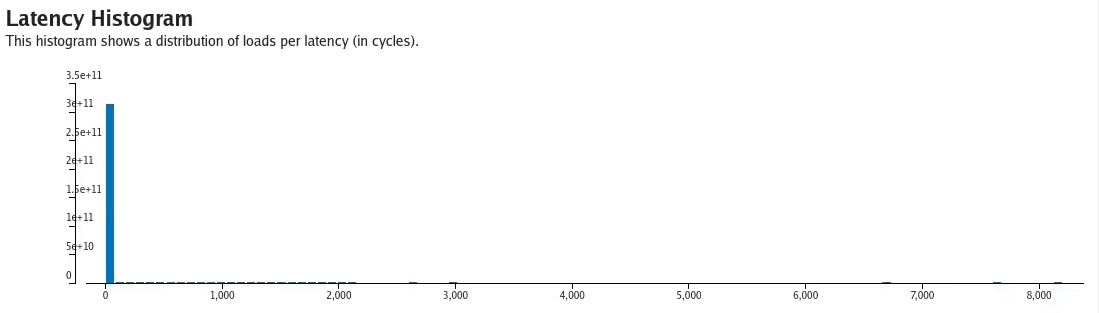 Latency Histogram
This histogram shows a distribution of loads per latency (in cycles).
3.5e+11
3e+11
2.5e+11
2e+11
1.5e+11
1e+11
5e+10
0
0 1,000 2,000 3,000 4,000 5,000 6,000 7,000 8,000